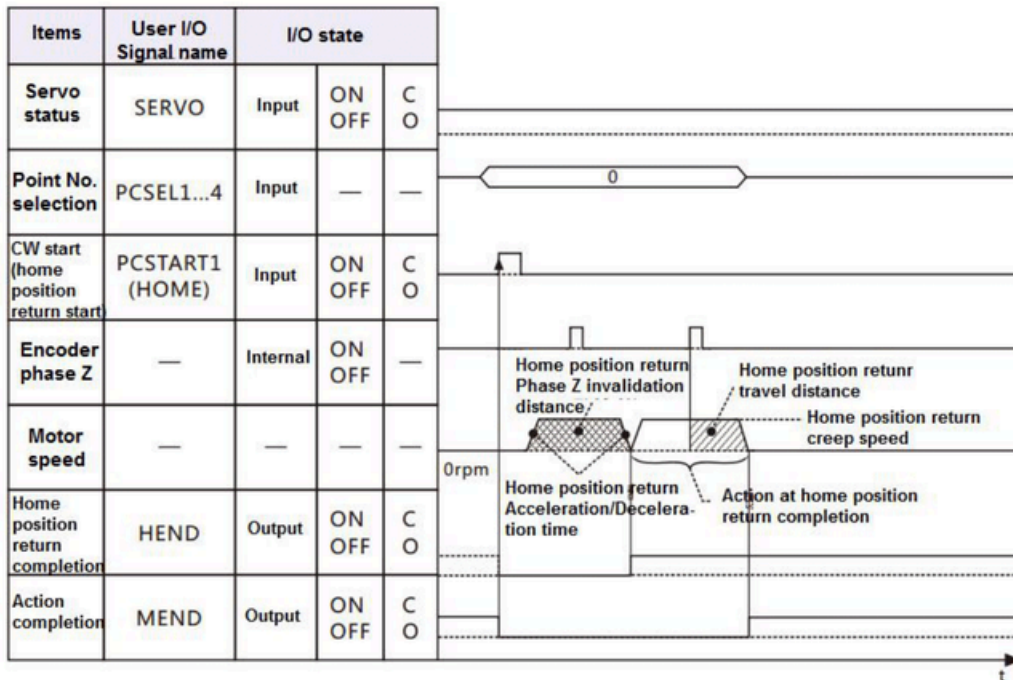 Items
User I/O
Signal name
I/O state
Servo
status
SERVO
Input
ON
OFF
C
O
Point No.
selection
PCSEL1...4
Input
—
—
0
CW start
(home
position
return start)
PCSTART1
(HOME)
Input
ON
OFF
C
O
Encoder
phase Z
—
Internal
ON
OFF
—
Home position return
Phase Z invalidation
distance
Home position retunr
travel distance
Home position return
creep speed
Motor
speed
—
—
—
—
0rpm
Home position return
Acceleration/Decelera-
tion time
Action at home position
return completion
Home
position
return
completion
HEND
Output
ON
OFF
C
O
Action
completion
MEND
Output
ON
OFF
C
O
t